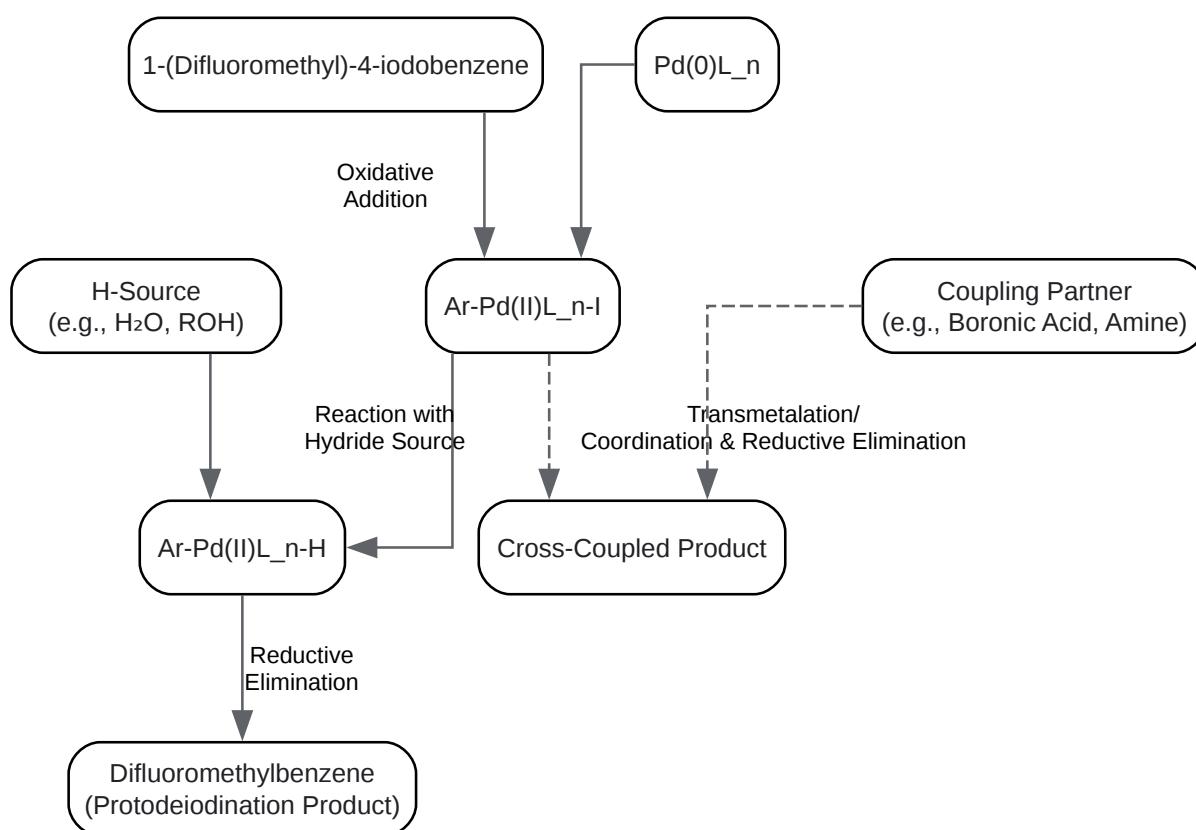 1-(Difluoromethyl)-4-iodobenzene
Pd(0)L_n
Oxidative
Addition
H-Source
(e.g., H₂O, ROH)
Ar-Pd(II)L_n-I
Coupling Partner
(e.g., Boronic Acid, Amine)
Reaction with
Hydride Source
Transmetalation/
Coordination & Reductive Elimination
Ar-Pd(II)L_n-H
Cross-Coupled Product
Reductive
Elimination
Difluoromethylbenzene
(Protodeiodination Product)